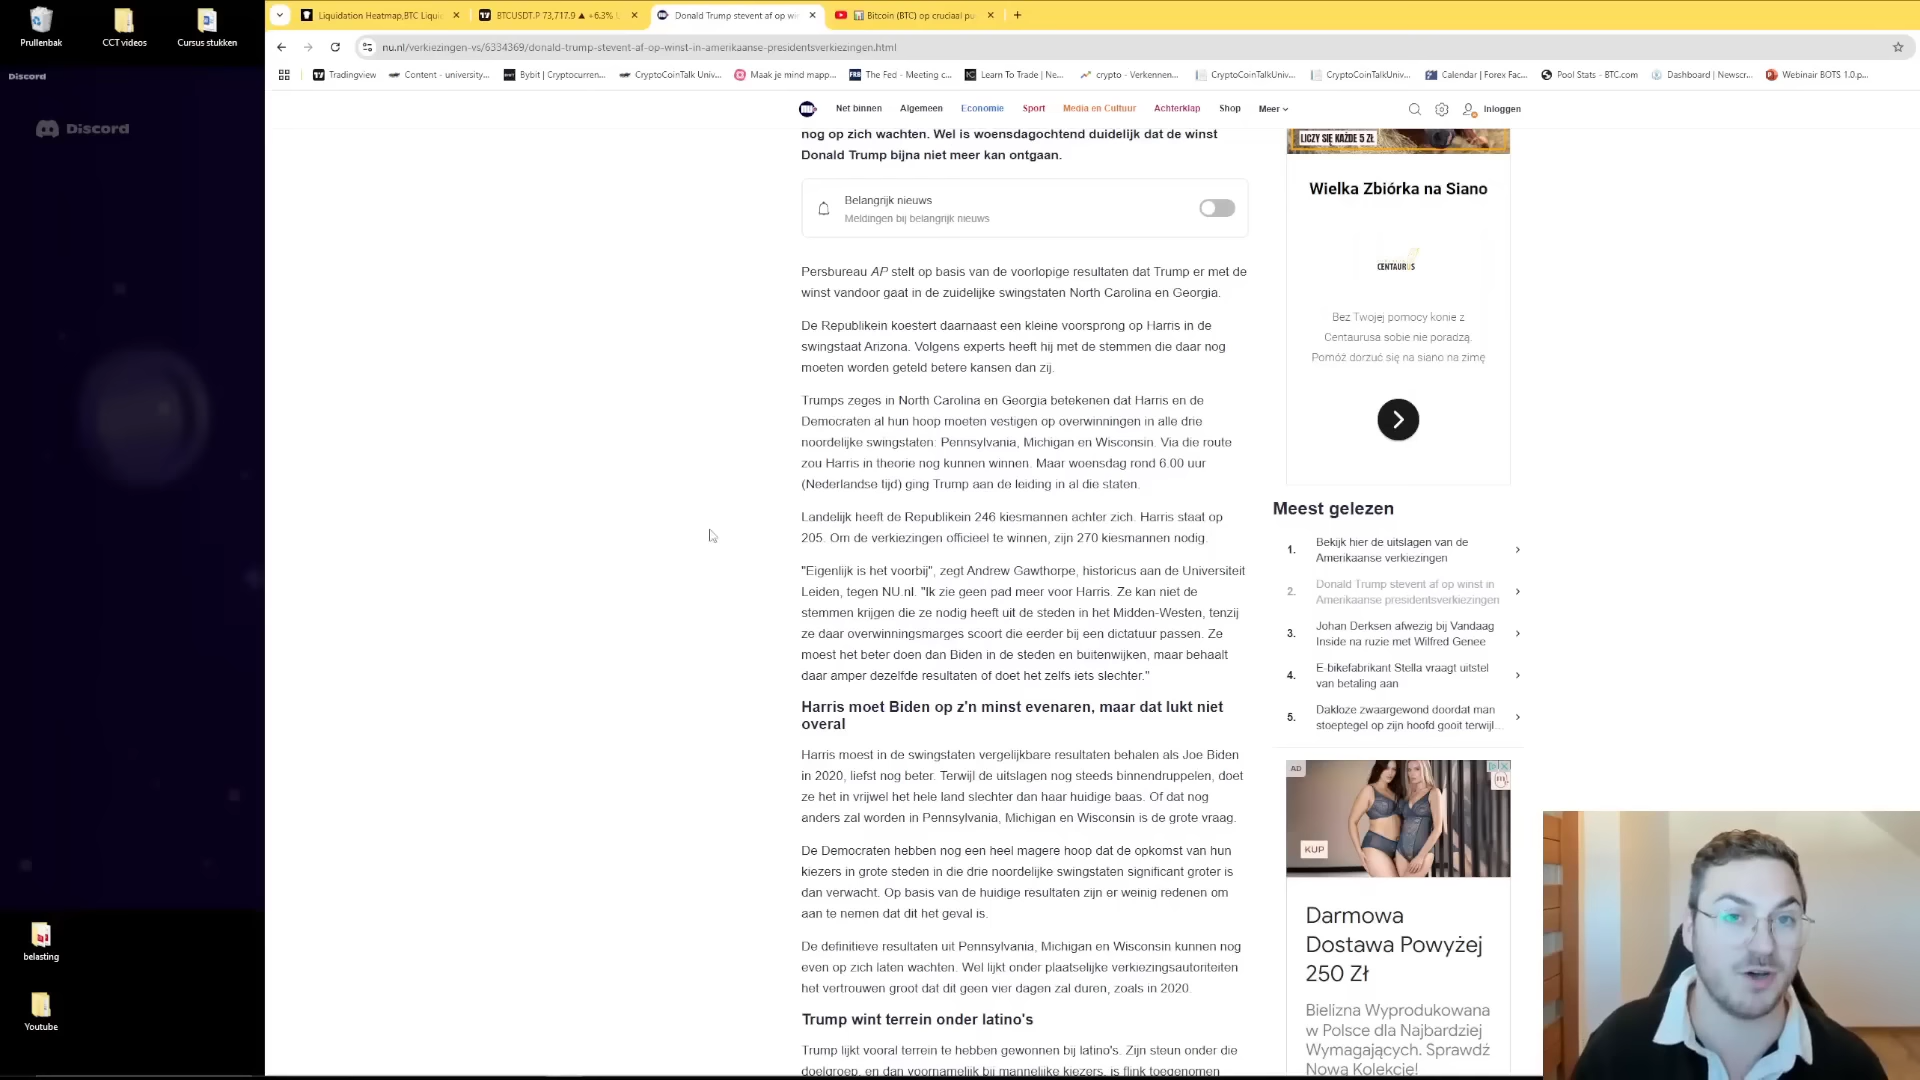 Prullenbak
CCT videos
Cursus stukken
Discord
Discord
belasting
Youtube
Liquidation Heatmap,BTC Liqui
BTCUSDT.P 73,717.9 ▲ +6.3%
Donald Trump stevent af op wi
Bitcoin (BTC) op cruciaal pu
nu.nl/verkiezingen-vs/6334369/donald-trump-stevent-af-op-winst-in-amerikaanse-presidentsverkiezingen.html
Tradingview
Content - university...
Bybit | Cryptocurren...
CryptoCoinTalk Univ...
Maak je mind mapp...
The Fed - Meeting c...
Learn To Trade | Ne...
crypto - Verkennen...
CryptoCoinTalkUniv...
CryptoCoinTalkUniv...
Calendar | Forex Fac...
Pool Stats - BTC.com
Dashboard | Newscr...
Webinair BOTS 1.0.p...
Net binnen
Algemeen
Economie
Sport
Media en Cultuur
Achterklap
Shop
Meer
Inloggen
nog op zich wachten. Wel is woensdagochtend duidelijk dat de winst
Donald Trump bijna niet meer kan ontgaan.
Belangrijk nieuws
Meldingen bij belangrijk nieuws
Persbureau AP stelt op basis van de voorlopige resultaten dat Trump er met de
winst vandoor gaat in de zuidelijke swingstaten North Carolina en Georgia.
De Republikein koestert daarnaast een kleine voorsprong op Harris in de
swingstaat Arizona. Volgens experts heeft hij met de stemmen die daar nog
moeten worden geteld betere kansen dan zij.
Trumps zeges in North Carolina en Georgia betekenen dat Harris en de
Democraten al hun hoop moeten vestigen op overwinningen in alle drie
noordelijke swingstaten: Pennsylvania, Michigan en Wisconsin. Via die route
zou Harris in theorie nog kunnen winnen. Maar woensdag rond 6.00 uur
(Nederlandse tijd) ging Trump aan de leiding in al die staten.
Landelijk heeft de Republikein 246 kiesmannen achter zich. Harris staat op
205. Om de verkiezingen officieel te winnen, zijn 270 kiesmannen nodig.
"Eigenlijk is het voorbij", zegt Andrew Gawthorpe, historicus aan de Universiteit
Leiden, tegen NU.nl. "Ik zie geen pad meer voor Harris. Ze kan niet de
stemmen krijgen die ze nodig heeft uit de steden in het Midden-Westen, tenzij
ze daar overwinningsmarges scoort die eerder bij een dictatuur passen. Ze
moest het beter doen dan Biden in de steden en buitenwijken, maar behaalt
daar amper dezelfde resultaten of doet het zelfs iets slechter."
Harris moet Biden op z'n minst evenaren, maar dat lukt niet
overal
Harris moest in de swingstaten vergelijkbare resultaten behalen als Joe Biden
in 2020, liefst nog beter. Terwijl de uitslagen nog steeds binnendruppelen, doet
ze het in vrijwel het hele land slechter dan haar huidige baas. Of dat nog
anders zal worden in Pennsylvania, Michigan en Wisconsin is de grote vraag.
De Democraten hebben nog een heel magere hoop dat de opkomst van hun
kiezers in grote steden in die drie noordelijke swingstaten significant groter is
dan verwacht. Op basis van de huidige resultaten zijn er weinig redenen om
aan te nemen dat dit het geval is.
De definitieve resultaten uit Pennsylvania, Michigan en Wisconsin kunnen nog
even op zich laten wachten. Wel lijkt onder plaatselijke verkiezingsautoriteiten
het vertrouwen groot dat dit geen vier dagen zal duren, zoals in 2020.
Trump wint terrein onder latino's
Trump lijkt vooral terrein te hebben gewonnen bij latino's. Zijn steun onder die
doelgroep, en dan voornamelijk bij mannelijke kiezers, is flink toegenomen
LICZY SIĘ KAŻDE 5 ZŁ
Wielka Zbiórka na Siano
CENTAURUS
Bez Twojej pomocy konie z
Centaurusa sobie nie poradzą.
Pomóż dorzuć się na siano na zimę
Meest gelezen
1. Bekijk hier de uitslagen van de
Amerikaanse verkiezingen
2. Donald Trump stevent af op winst in
Amerikaanse presidentsverkiezingen
3. Johan Derksen afwezig bij Vandaag
Inside na ruzie met Wilfred Genee
4. E-bikefabrikant Stella vraagt uitstel
van betaling aan
5. Dakloze zwaargewond doordat man
stoeptegel op zijn hoofd gooit terwijl...
AD
KUP
Darmowa
Dostawa Powyżej
250 Zł
Bielizna Wyprodukowana
w Polsce dla Najbardziej
Wymagających. Sprawdź
Nową Kolekcję!